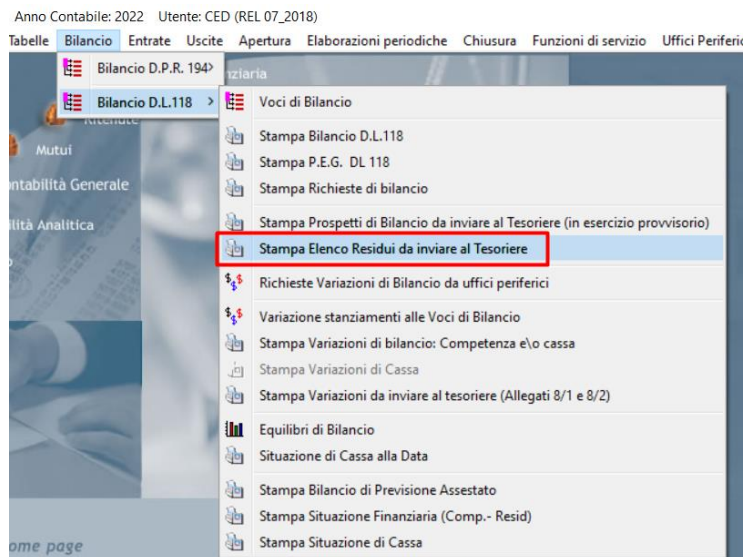 Anno Contabile: 2022 Utente: CED (REL 07_2018)
Tabelle Bilancio Entrate Uscite Apertura Elaborazioni periodiche Chiusura Funzioni di servizio Uffici
Bilancio D.P.R. 194>
Bilancio D.L.118 >
Mutui
Voci di Bilancio
Stampa Bilancio D.L.118
Stampa P.E.G. DL 118
Stampa Richieste di bilancio
Stampa Prospetti di Bilancio da inviare al Tesoriere (in esercizio provvisorio)
Stampa Elenco Residui da inviare al Tesoriere
Richieste Variazioni di Bilancio da uffici periferici
Variazione stanziamenti alle Voci di Bilancio
Stampa Variazioni di bilancio: Competenza e\o cassa
Stampa Variazioni di Cassa
Stampa Variazioni da inviare al tesoriere (Allegati 8/1 e 8/2)
Equilibri di Bilancio
Situazione di Cassa alla Data
Stampa Bilancio di Previsione Assestato
Stampa Situazione Finanziaria (Comp.- Resid)
Stampa Situazione di Cassa
Generale
Analitica
ome page